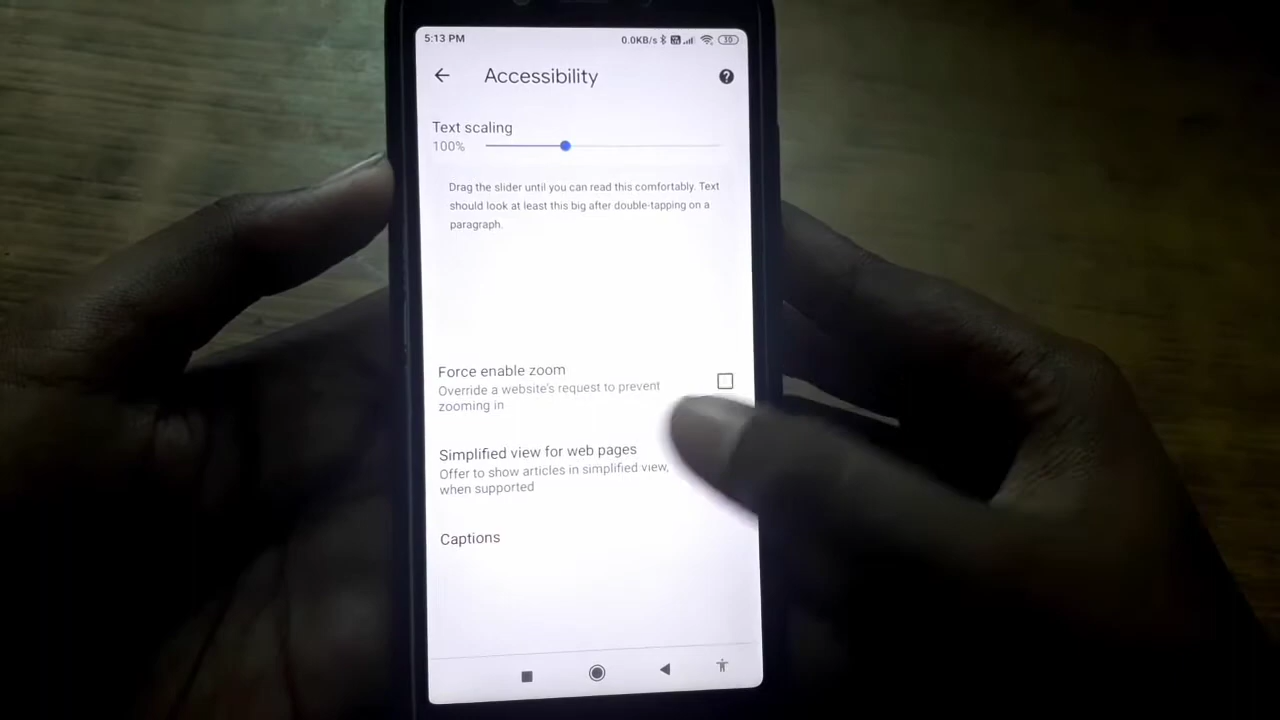 5:13 PM 0.0KB/s 30
Accessibility
Text scaling
100%
Drag the slider until you can read this comfortably. Text
should look at least this big after double-tapping on a
paragraph.
Force enable zoom
Override a website's request to prevent
zooming in
Simplified view for web pages
Offer to show articles in simplified view,
when supported
Captions